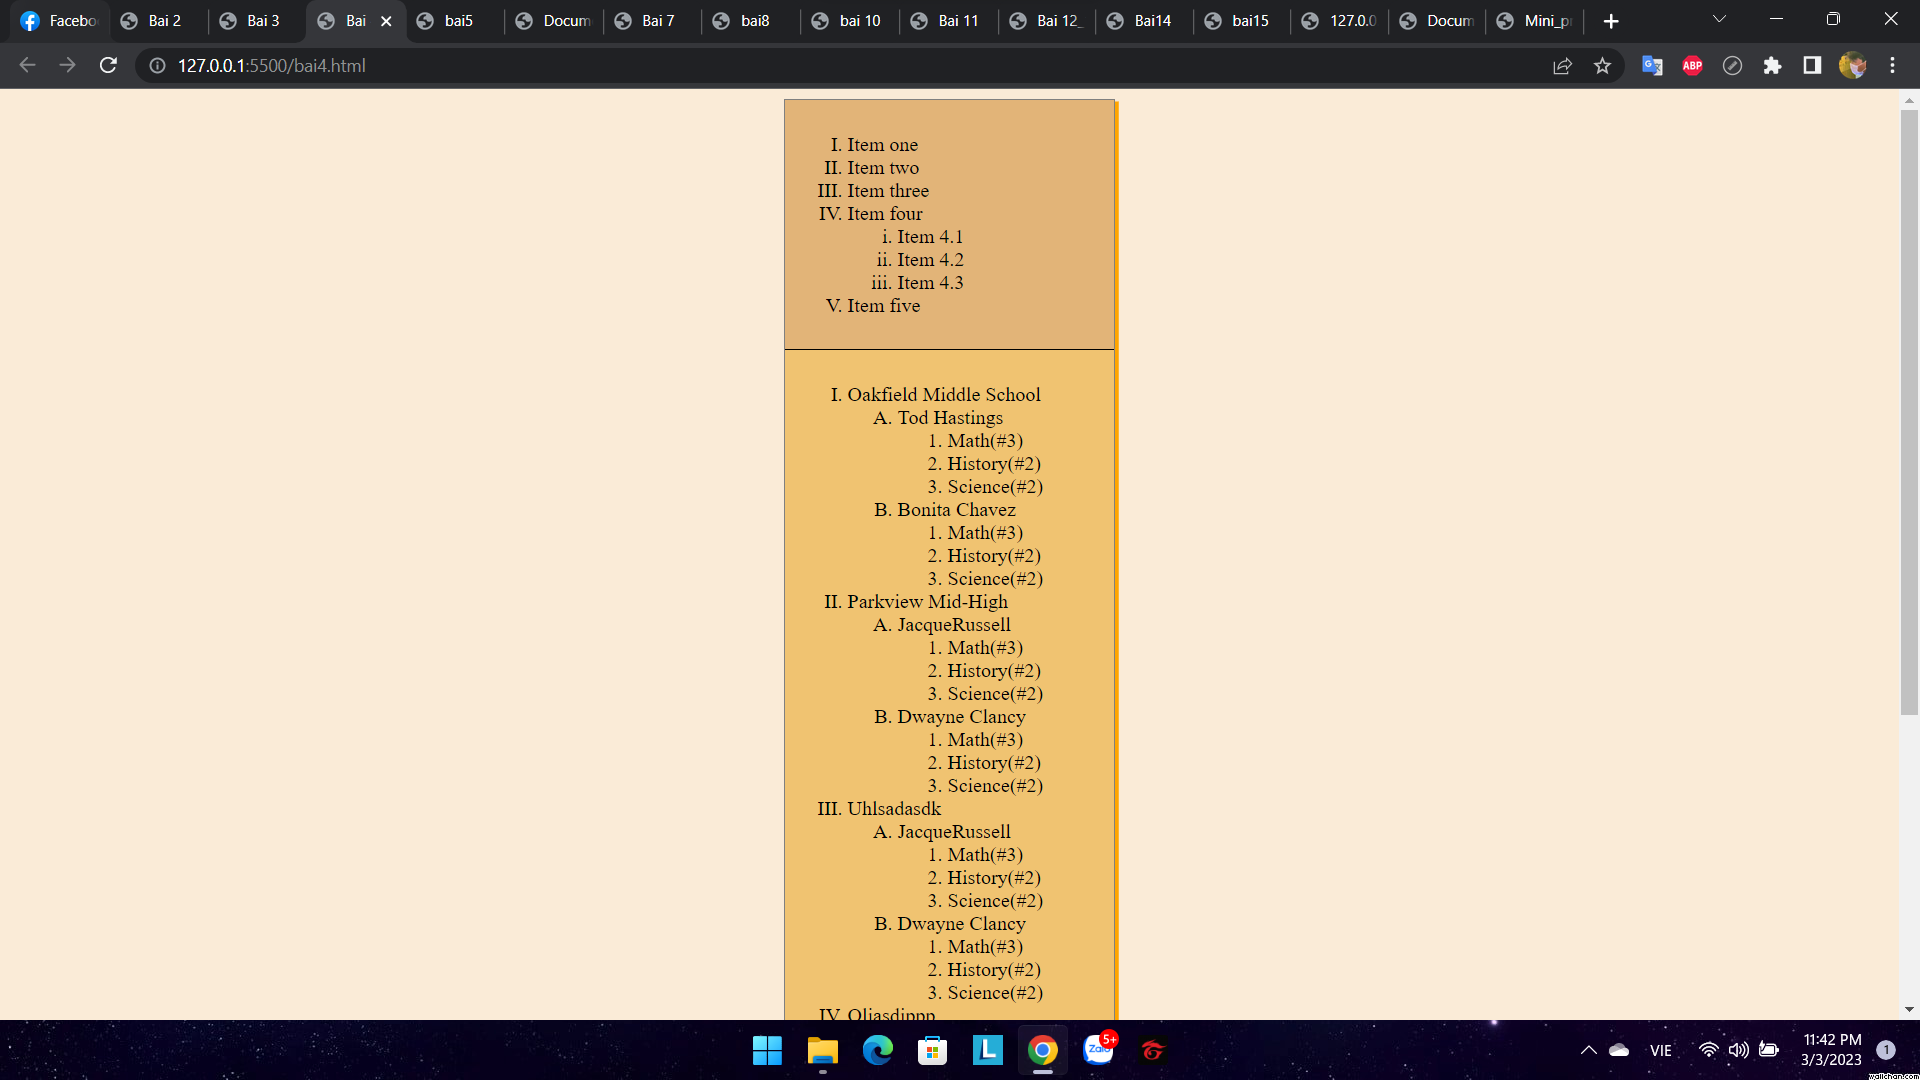 Facebo
Bai 2
Bai 3
Bai
bai5
Docum
Bai 7
bai8
bai 10
Bai 11
Bai 12_
Bai14
bai15
127.0.0
Docum
Mini_p
127.0.0.1:5500/bai4.html
ABP
I. Item one
II. Item two
III. Item three
IV. Item four
i. Item 4.1
ii. Item 4.2
iii. Item 4.3
V. Item five
I. Oakfield Middle School
A. Tod Hastings
1. Math(#3)
2. History(#2)
3. Science(#2)
B. Bonita Chavez
1. Math(#3)
2. History(#2)
3. Science(#2)
II. Parkview Mid-High
A. JacqueRussell
1. Math(#3)
2. History(#2)
3. Science(#2)
B. Dwayne Clancy
1. Math(#3)
2. History(#2)
3. Science(#2)
III. Uhlsadasdk
A. JacqueRussell
1. Math(#3)
2. History(#2)
3. Science(#2)
B. Dwayne Clancy
1. Math(#3)
2. History(#2)
3. Science(#2)
IV. Oliasdippp
L
Zalo
5+
VIE
11:42 PM
3/3/2023
1
wallchan.com